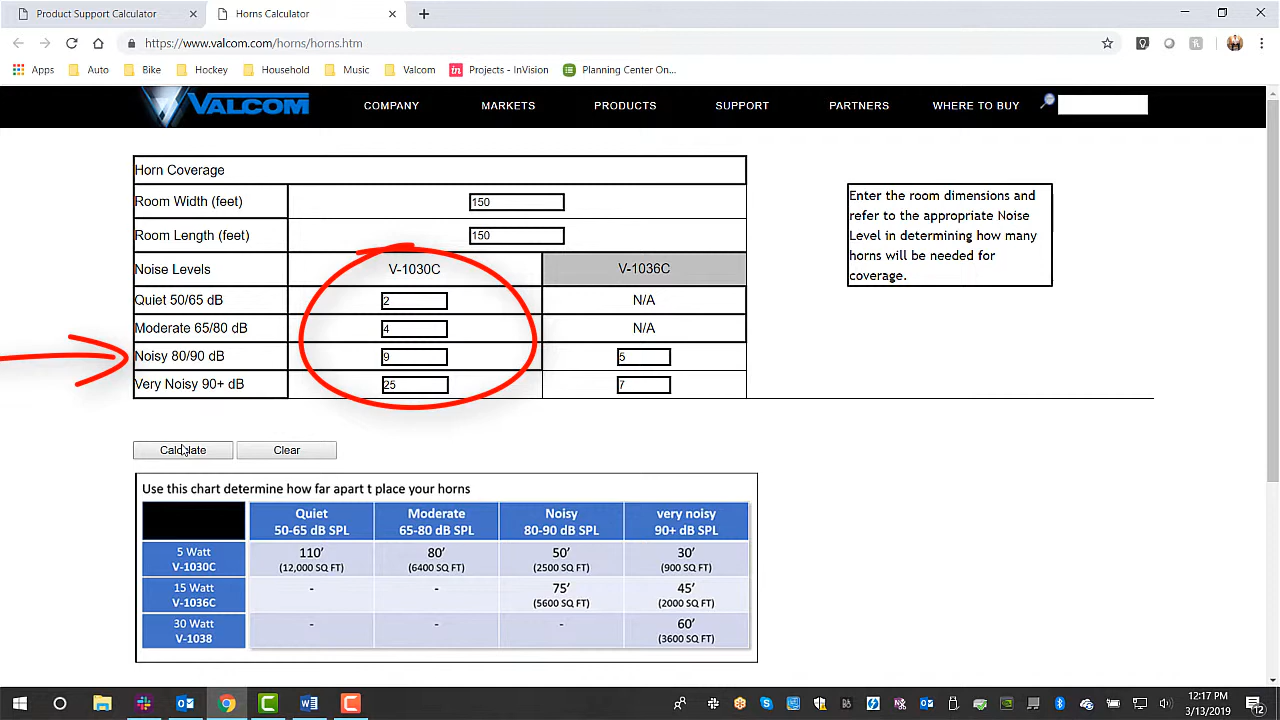 Product Support Calculator
Horns Calculator
https://www.valcom.com/horns/horns.htm
Apps Auto Bike Hockey Household Music Valcom Projects - InVision Planning Center On...
VALCOM COMPANY MARKETS PRODUCTS SUPPORT PARTNERS WHERE TO BUY
Horn Coverage
Room Width (feet) 150
Room Length (feet) 150
Noise Levels V-1030C V-1036C
Quiet 50/65 dB 2 N/A
Moderate 65/80 dB 4 N/A
Noisy 80/90 dB 9 5
Very Noisy 90+ dB 25 7
Enter the room dimensions and
refer to the appropriate Noise
Level in determining how many
horns will be needed for
coverage.
Calculate Clear
Use this chart determine how far apart t place your horns
Quiet Moderate Noisy very noisy
50-65 dB SPL 65-80 dB SPL 80-90 dB SPL 90+ dB SPL
5 Watt 110’ 80’ 50’ 30’
V-1030C (12,000 SQ FT) (6400 SQ FT) (2500 SQ FT) (900 SQ FT)
15 Watt - - 75’ 45’
V-1036C (5600 SQ FT) (2000 SQ FT)
30 Watt - - - 60’
V-1038 (3600 SQ FT)
12:17 PM
3/13/2019
12